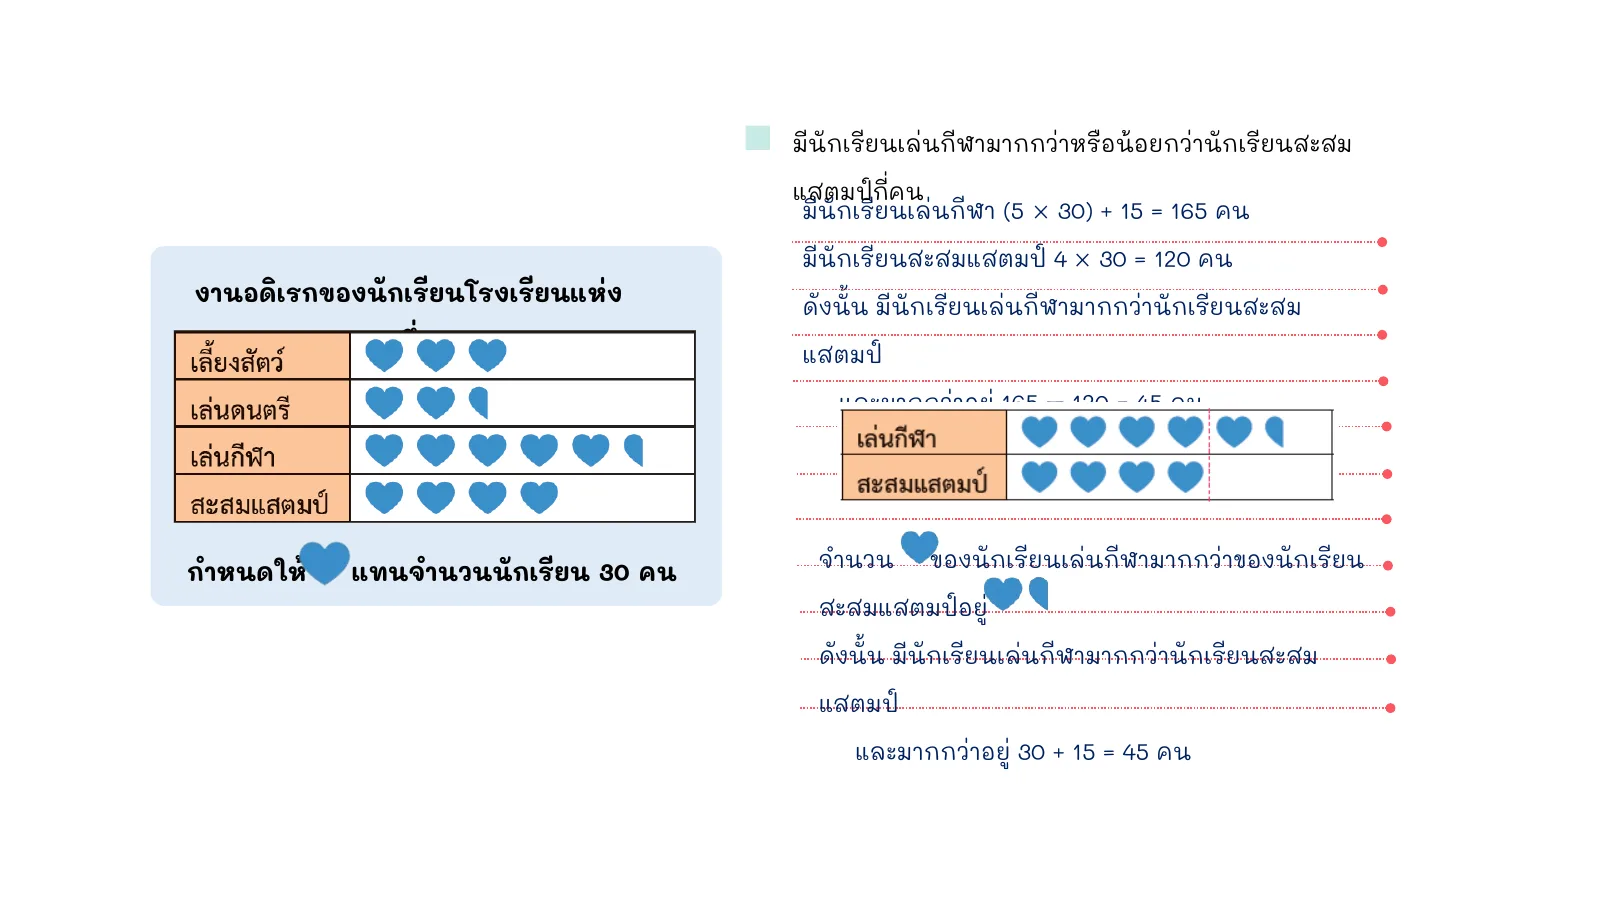 งานอดิเรกของนักเรียนโรงเรียนแห่ง
เลี้ยงสัตว์
เล่นดนตรี
เล่นกีฬา
สะสมแสตมป์
กำหนดให้ แทนจำนวนนักเรียน 30 คน
มีนักเรียนเล่นกีฬามากกว่าหรือน้อยกว่านักเรียนสะสม
แสตมป์กี่คน
มีนักเรียนเล่นกีฬา (5 × 30) + 15 = 165 คน
มีนักเรียนสะสมแสตมป์ 4 × 30 = 120 คน
ดังนั้น มีนักเรียนเล่นกีฬามากกว่านักเรียนสะสม
แสตมป์
และมากกว่าอยู่ 165 – 120 = 45 คน
เล่นกีฬา
สะสมแสตมป์
จำนวน ของนักเรียนเล่นกีฬามากกว่าของนักเรียน
สะสมแสตมป์อยู่
ดังนั้น มีนักเรียนเล่นกีฬามากกว่านักเรียนสะสม
แสตมป์
และมากกว่าอยู่ 30 + 15 = 45 คน